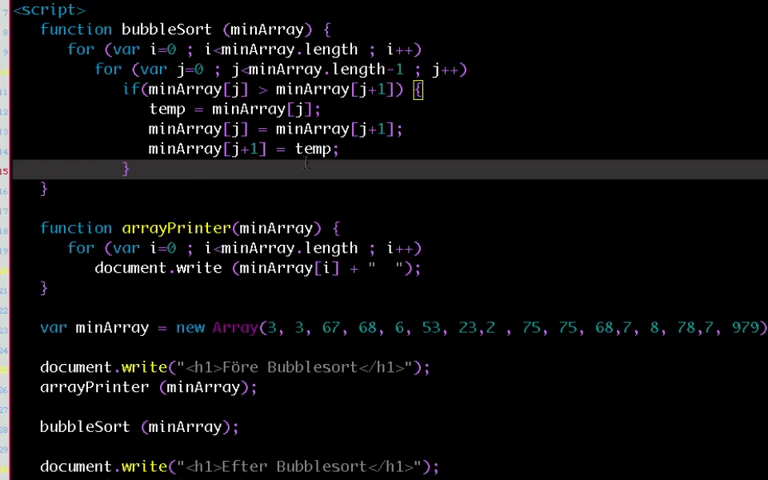 <script>
function bubbleSort (minArray) {
for (var i=0 ; i<minArray.length ; i++)
for (var j=0 ; j<minArray.length-1 ; j++)
if(minArray[j] > minArray[j+1]) {
temp = minArray[j];
minArray[j] = minArray[j+1];
minArray[j+1] = temp;
15 }
}
function arrayPrinter(minArray) {
for (var i=0 ; i<minArray.length ; i++)
document.write (minArray[i] + "  ");
}
var minArray = new Array(3, 3, 67, 68, 6, 53, 23,2 , 75, 75, 68,7, 8, 78,7, 979)
document.write("<h1>Före Bubblesort</h1>");
arrayPrinter (minArray);
bubbleSort (minArray);
document.write("<h1>Efter Bubblesort</h1>");